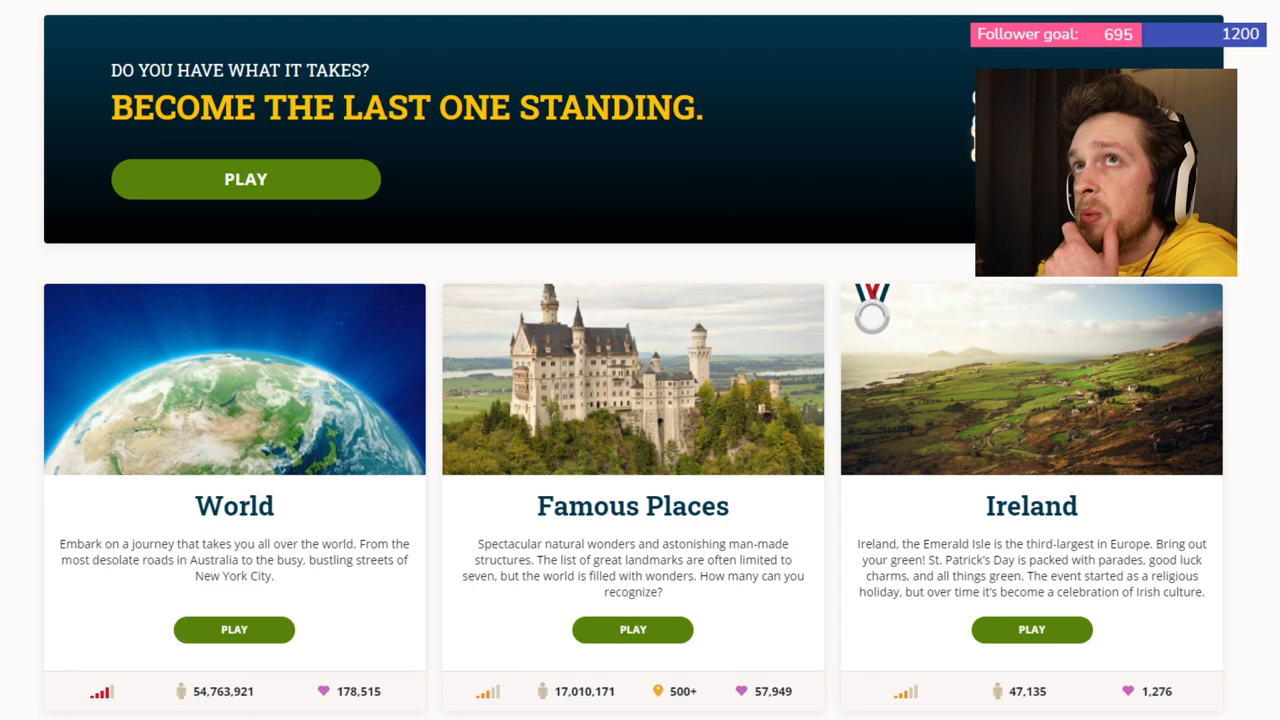 Follower goal: 695 1200
DO YOU HAVE WHAT IT TAKES?
BECOME THE LAST ONE STANDING.
PLAY
World
Embark on a journey that takes you all over the world. From the
most desolate roads in Australia to the busy, bustling streets of
New York City.
PLAY
54,763,921 178,515
Famous Places
Spectacular natural wonders and astonishing man-made
structures. The list of great landmarks are often limited to
seven, but the world is filled with wonders. How many can you
recognize?
PLAY
17,010,171 500+ 57,949
Ireland
Ireland, the Emerald Isle is the third-largest in Europe. Bring out
your green! St. Patrick's Day is packed with parades, good luck
charms, and all things green. The event started as a religious
holiday, but over time it's become a celebration of Irish culture.
PLAY
47,135 1,276